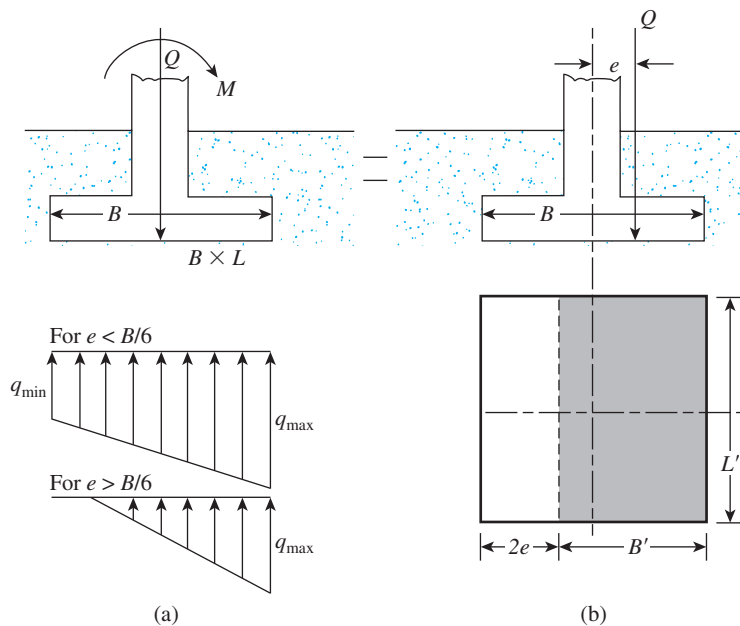 Q
M
B
B × L
Q
e
B
=
For e < B/6
q_min
q_max
For e > B/6
q_max
L′
2e
B′
(a)
(b)